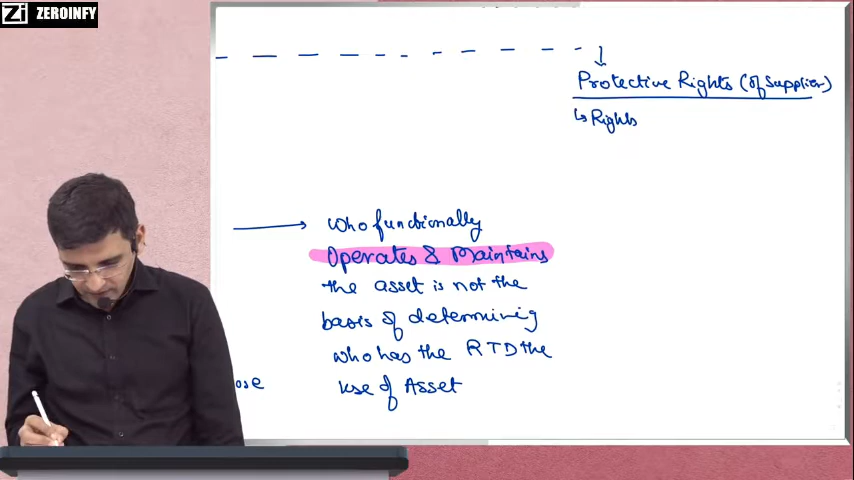 Zi ZEROINFY
Protective Rights (of supplier)
↳ Rights
→ Who functionally
Operates & Maintains
the asset is not the
basis of determining
who has the RTD the
ose use of Asset